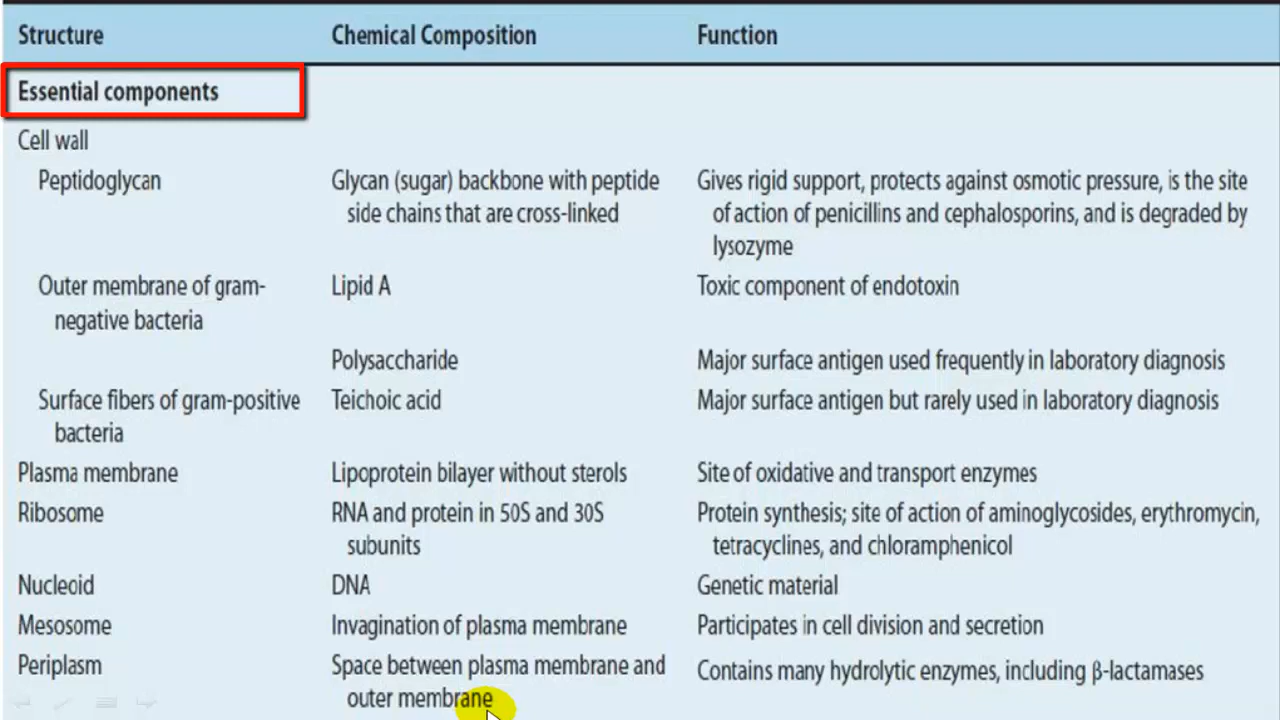 Structure Chemical Composition Function
Essential components
Cell wall
Peptidoglycan Glycan (sugar) backbone with peptide Gives rigid support, protects against osmotic pressure, is the site
side chains that are cross-linked of action of penicillins and cephalosporins, and is degraded by
lysozyme
Outer membrane of gram- Lipid A Toxic component of endotoxin
negative bacteria
Polysaccharide Major surface antigen used frequently in laboratory diagnosis
Surface fibers of gram-positive Teichoic acid Major surface antigen but rarely used in laboratory diagnosis
bacteria
Plasma membrane Lipoprotein bilayer without sterols Site of oxidative and transport enzymes
Ribosome RNA and protein in 50S and 30S Protein synthesis; site of action of aminoglycosides, erythromycin,
subunits tetracyclines, and chloramphenicol
Nucleoid DNA Genetic material
Mesosome Invagination of plasma membrane Participates in cell division and secretion
Periplasm Space between plasma membrane and Contains many hydrolytic enzymes, including β-lactamases
outer membrane